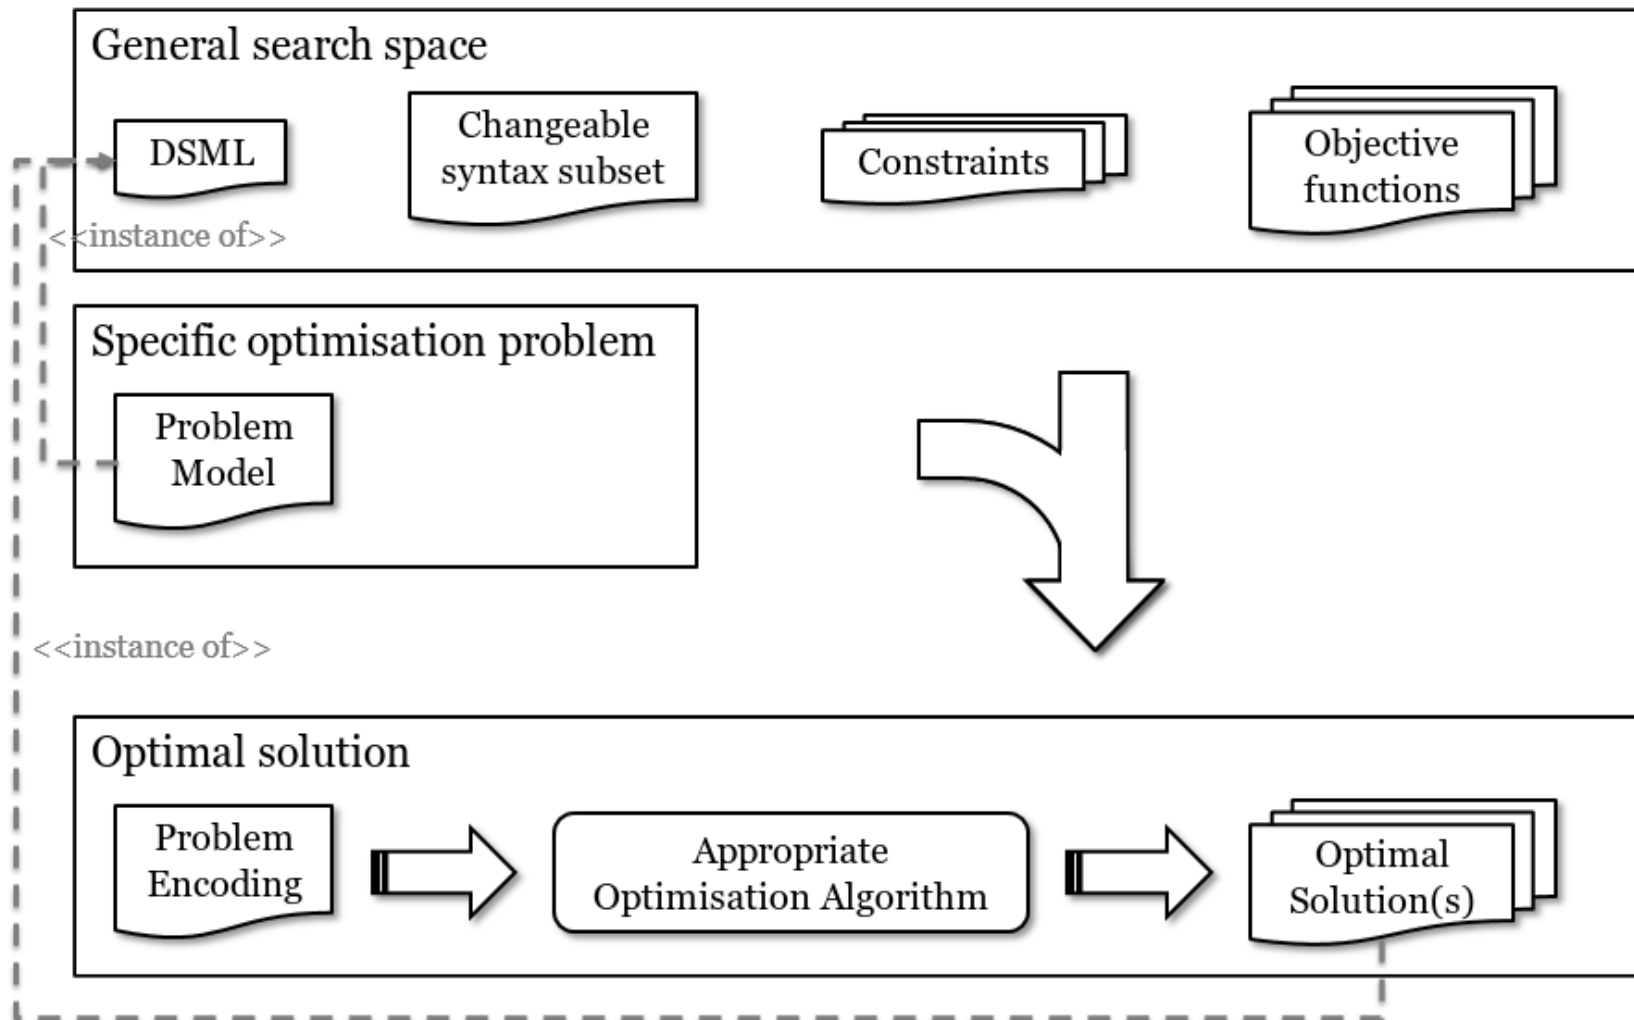 General search space
DSML
Changeable
syntax subset
Constraints
Objective
functions
<<instance of>>
Specific optimisation problem
Problem
Model
<<instance of>>
Optimal solution
Problem
Encoding
Appropriate
Optimisation Algorithm
Optimal
Solution(s)